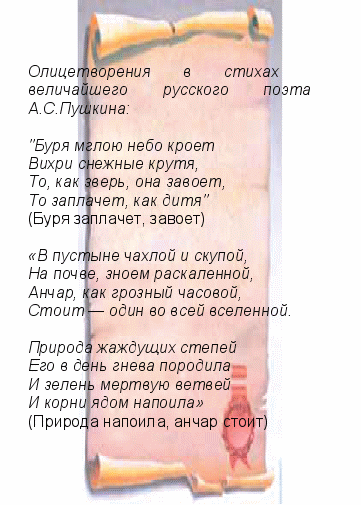 Олицетворения в стихах
величайшего русского поэта
А.С.Пушкина:
"Буря мглою небо кроет
Вихри снежные крутя,
То, как зверь, она завоет,
То заплачет, как дитя"
(Буря заплачет, завоет)
«В пустыне чахлой и скупой,
На почве, зноем раскаленной,
Анчар, как грозный часовой,
Стоит — один во всей вселенной.
Природа жаждущих степей
Его в день гнева породила
И зелень мертвую ветвей
И корни ядом напоила»
(Природа напоила, анчар стоит)